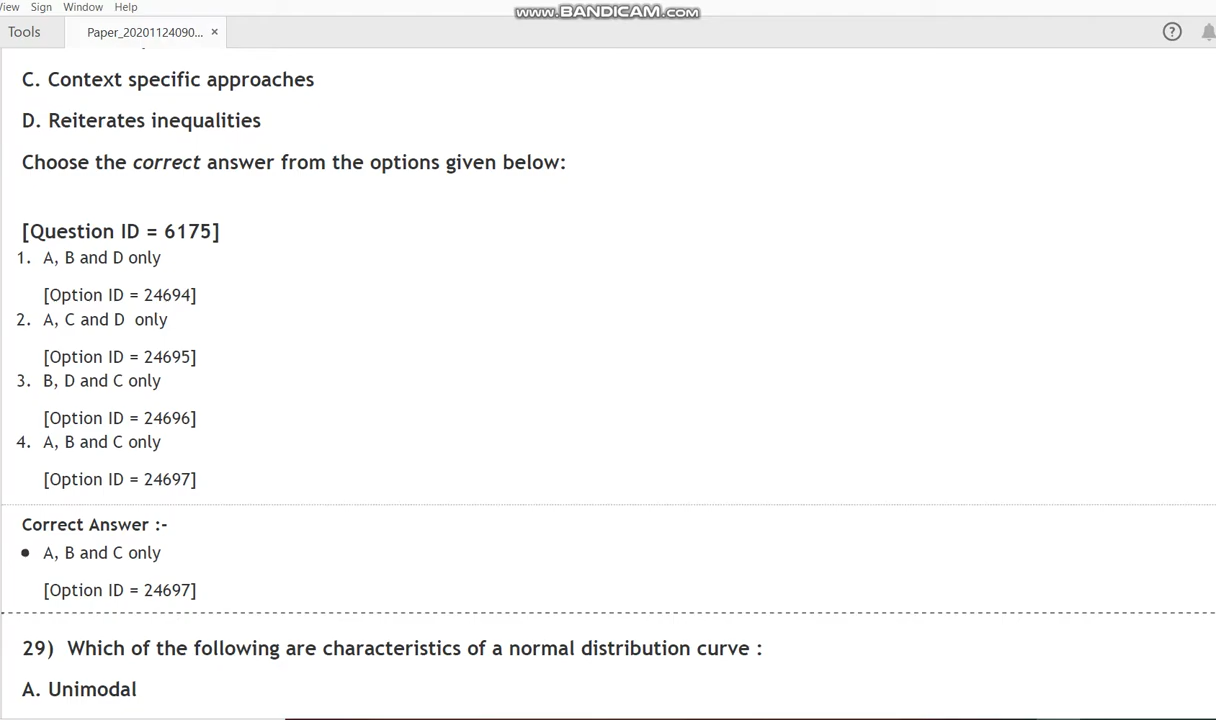 View Sign Window Help
www.BANDICAM.com
Tools
Paper_20201124090... ×
?
C. Context specific approaches
D. Reiterates inequalities
Choose the correct answer from the options given below:
[Question ID = 6175]
1. A, B and D only
[Option ID = 24694]
2. A, C and D only
[Option ID = 24695]
3. B, D and C only
[Option ID = 24696]
4. A, B and C only
[Option ID = 24697]
Correct Answer :-
● A, B and C only
[Option ID = 24697]
29) Which of the following are characteristics of a normal distribution curve :
A. Unimodal